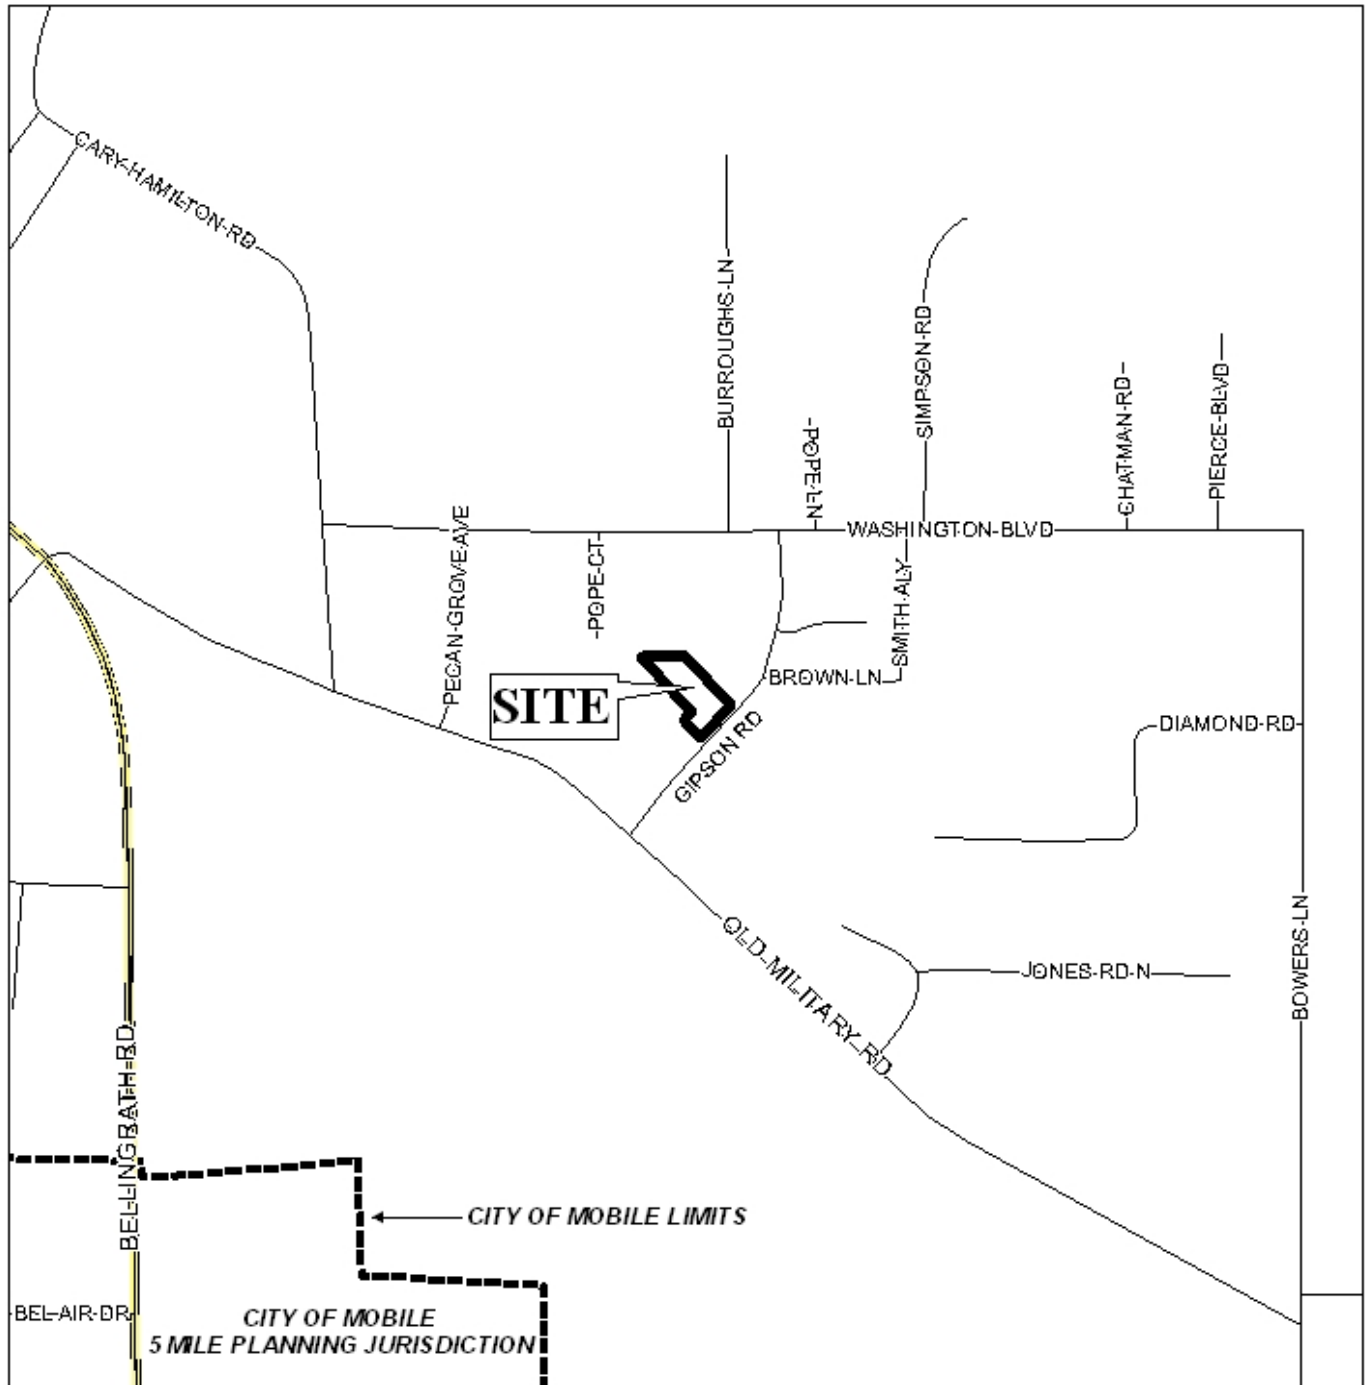 CARY HAMILTON RD
BURROUGHS LN
SIMPSON RD
POPE LN
CHATMAN RD
PIERCE BLVD
WASHINGTON BLVD
PECAN GROVE AVE
POPE CT
SMITH ALY
BROWN LN
SITE
GIPSON RD
DIAMOND RD
OLD MILITARY RD
JONES RD N
BOWERS LN
BELLINGRATH RD
CITY OF MOBILE LIMITS
BEL AIR DR
CITY OF MOBILE
5 MILE PLANNING JURISDICTION